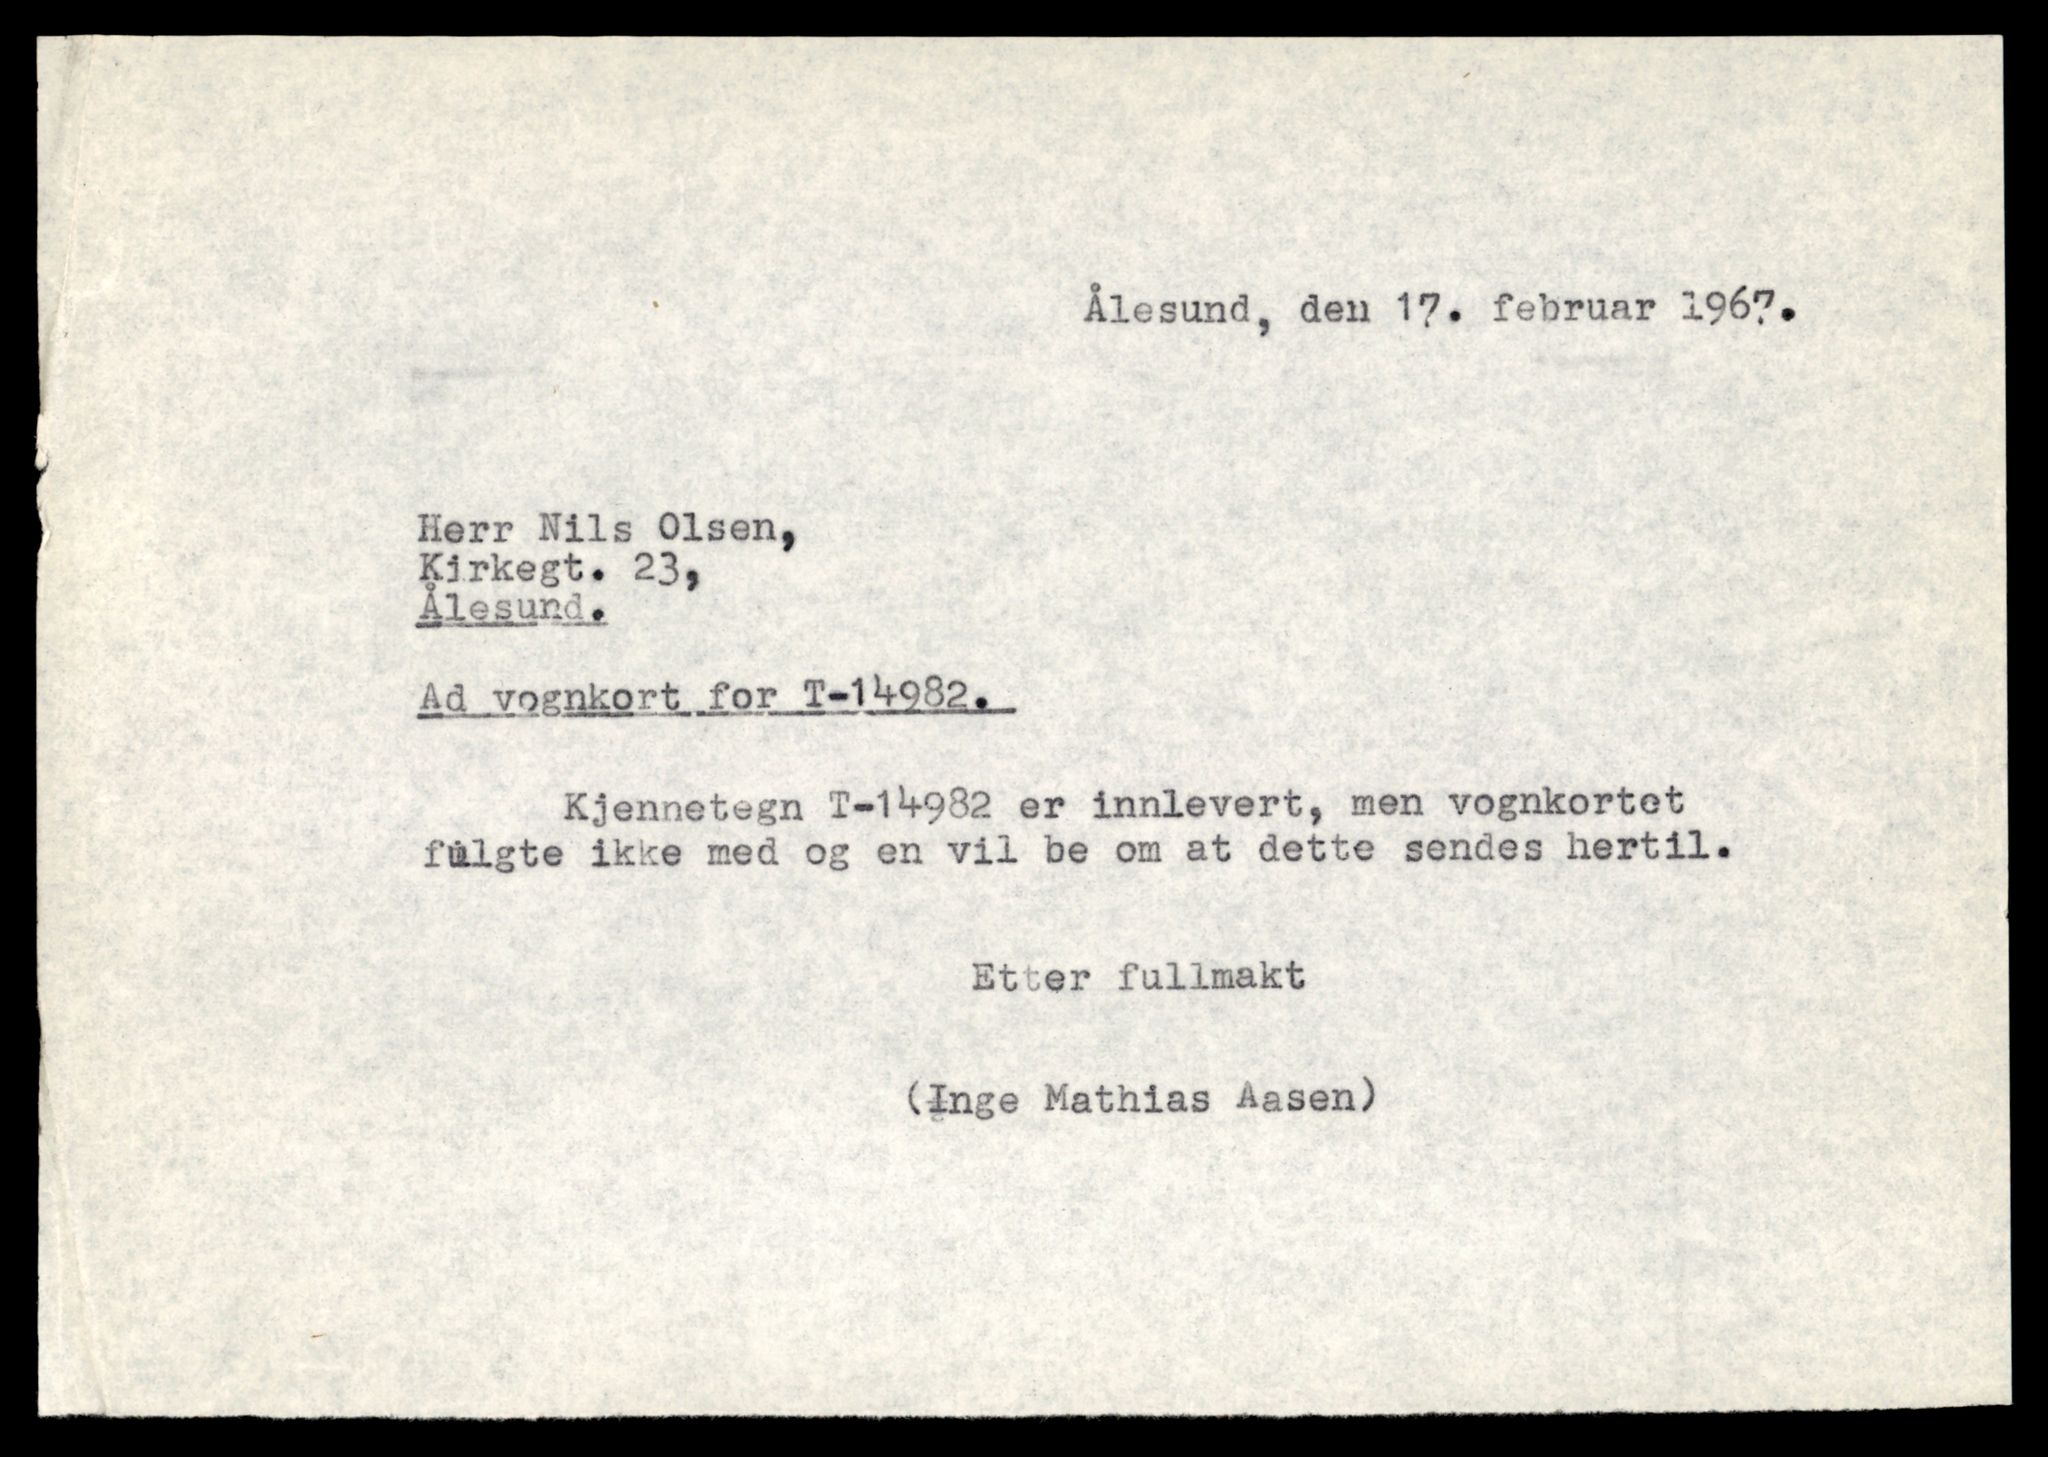 Ålesund, den 17. februar 1967.
Herr Nils Olsen,
Kirkegt. 23,
Ålesund.
Ad vognkort for T-14982.
Kjennetegn T-14982 er innlevert, men vognkortet
fulgte ikke med og en vil be om at dette sendes hertil.
Etter fullmakt
(Inge Mathias Aasen)